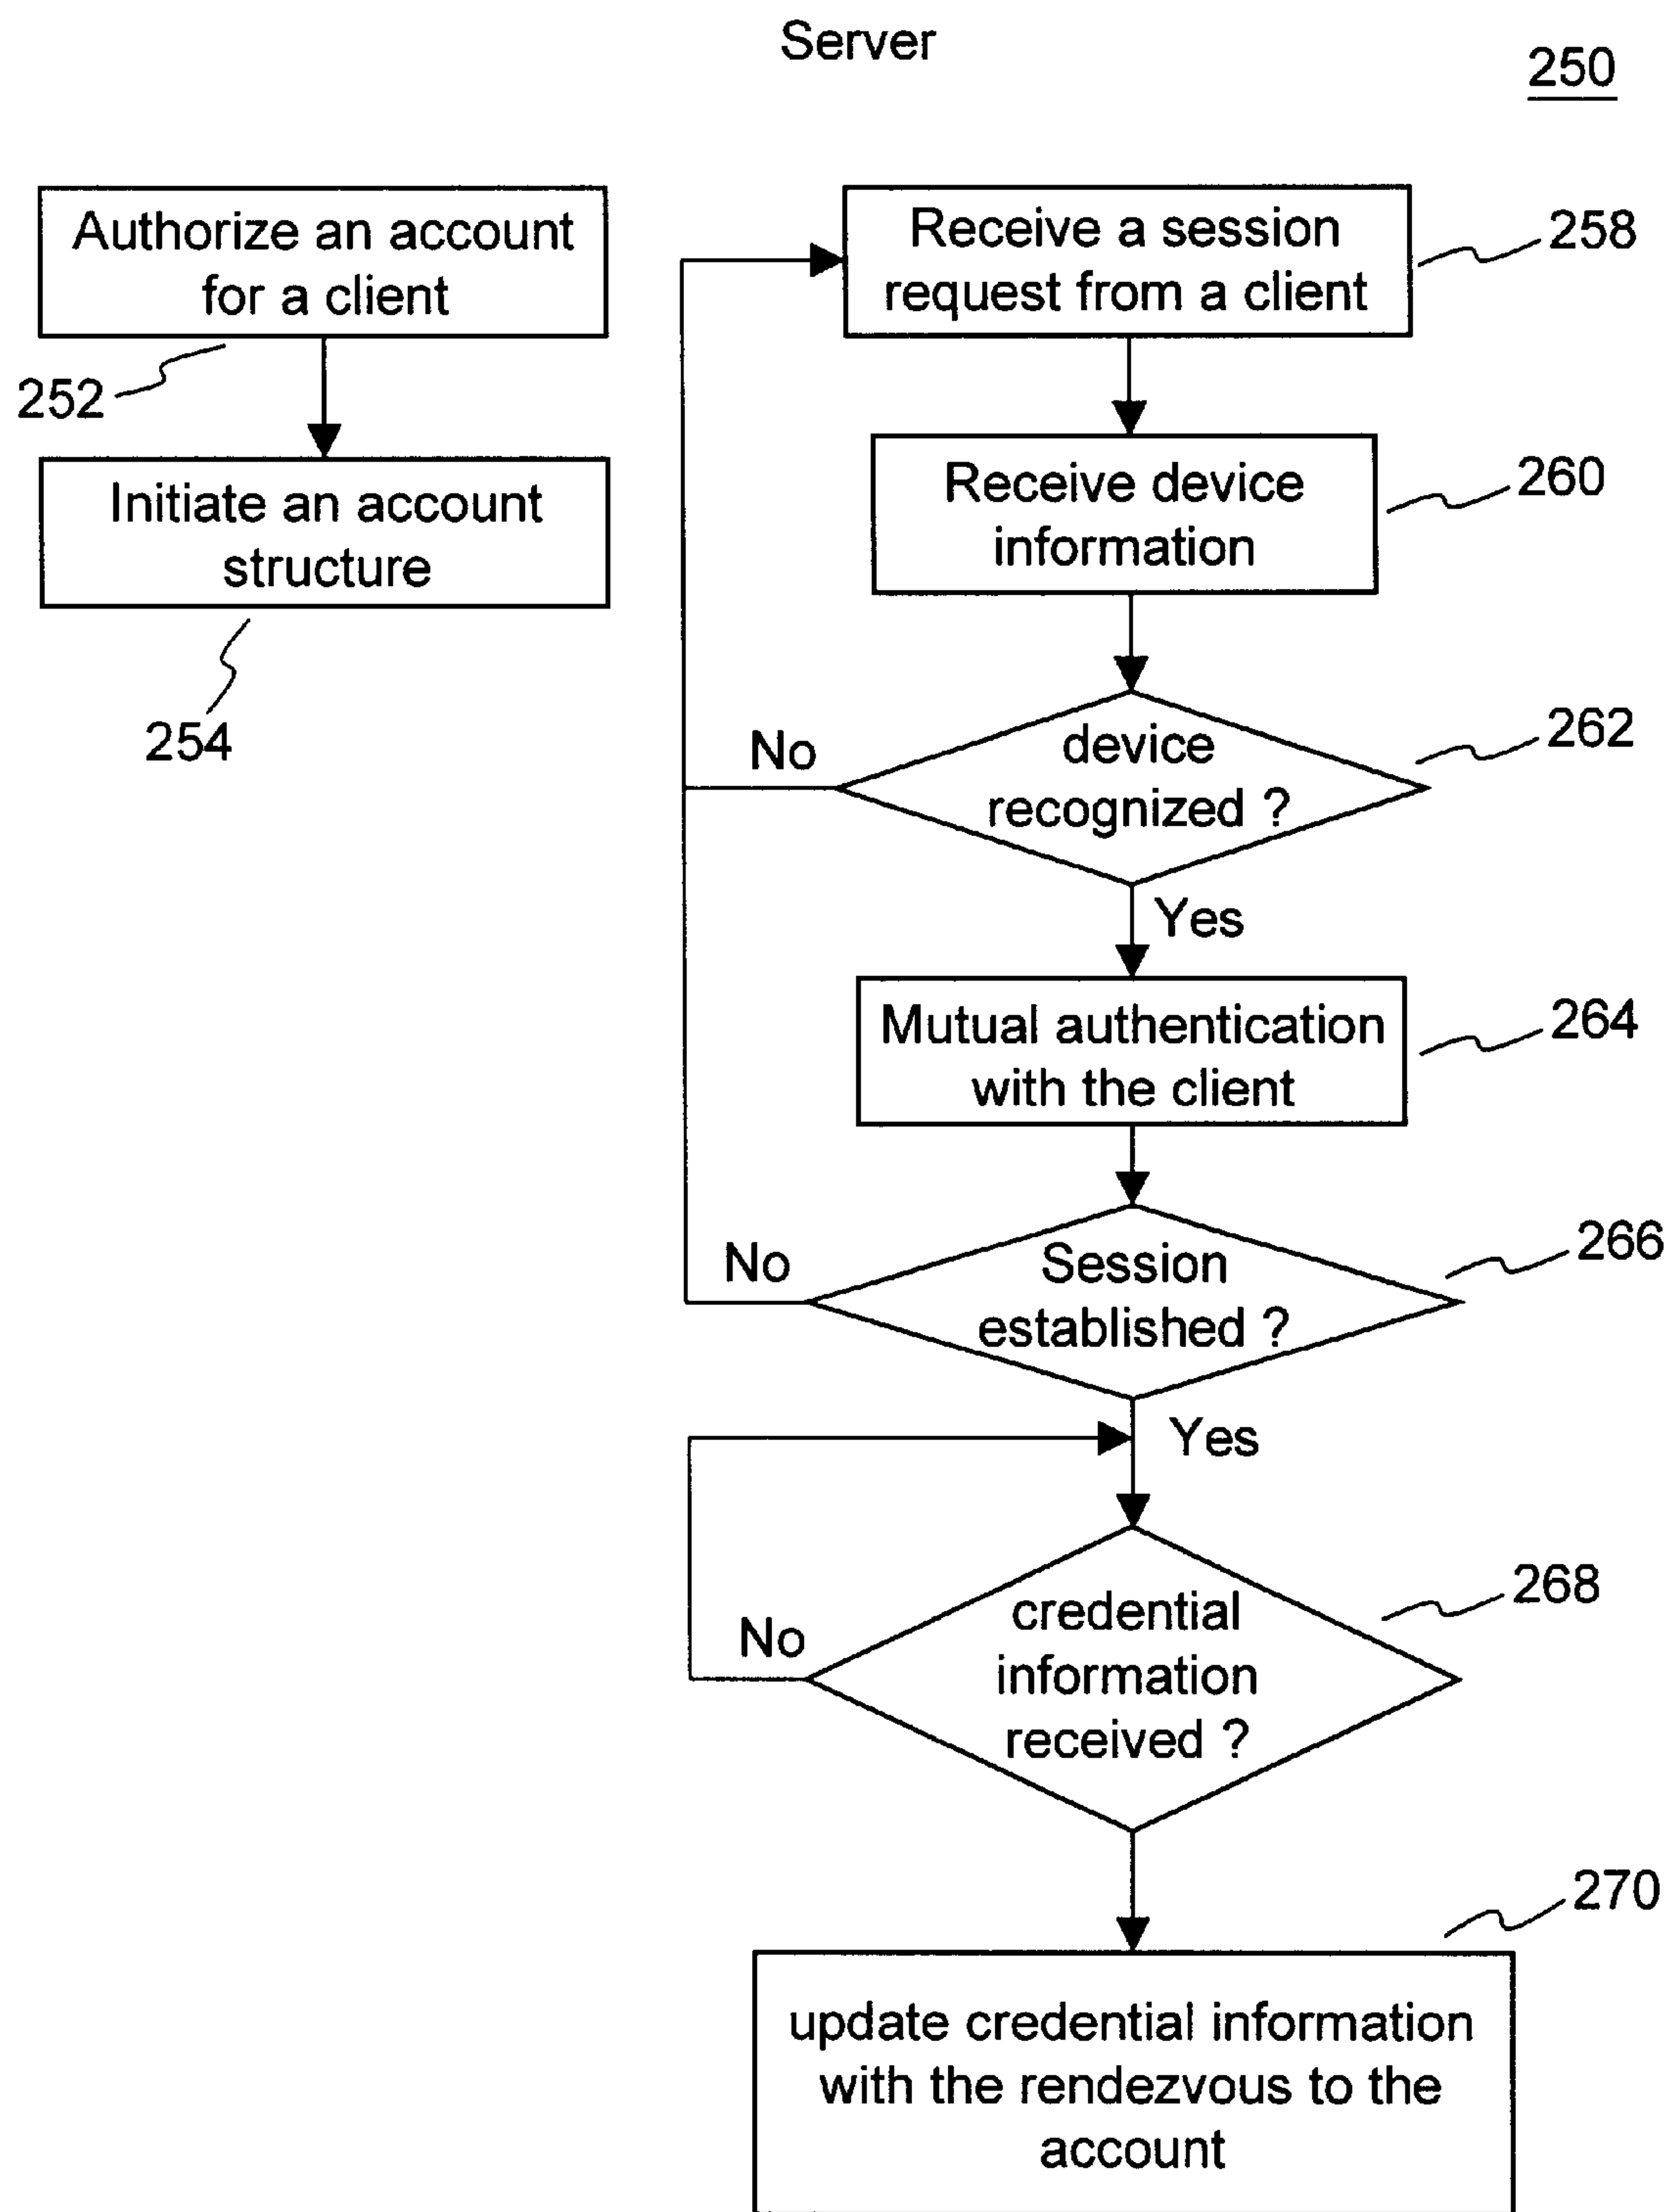 Server
250
Authorize an account
for a client
252
Initiate an account
structure
254
Receive a session
request from a client
258
Receive device
information
260
device
recognized ?
262
No
Yes
Mutual authentication
with the client
264
Session
established ?
266
No
Yes
credential
information
received ?
268
No
270
update credential information
with the rendezvous to the
account